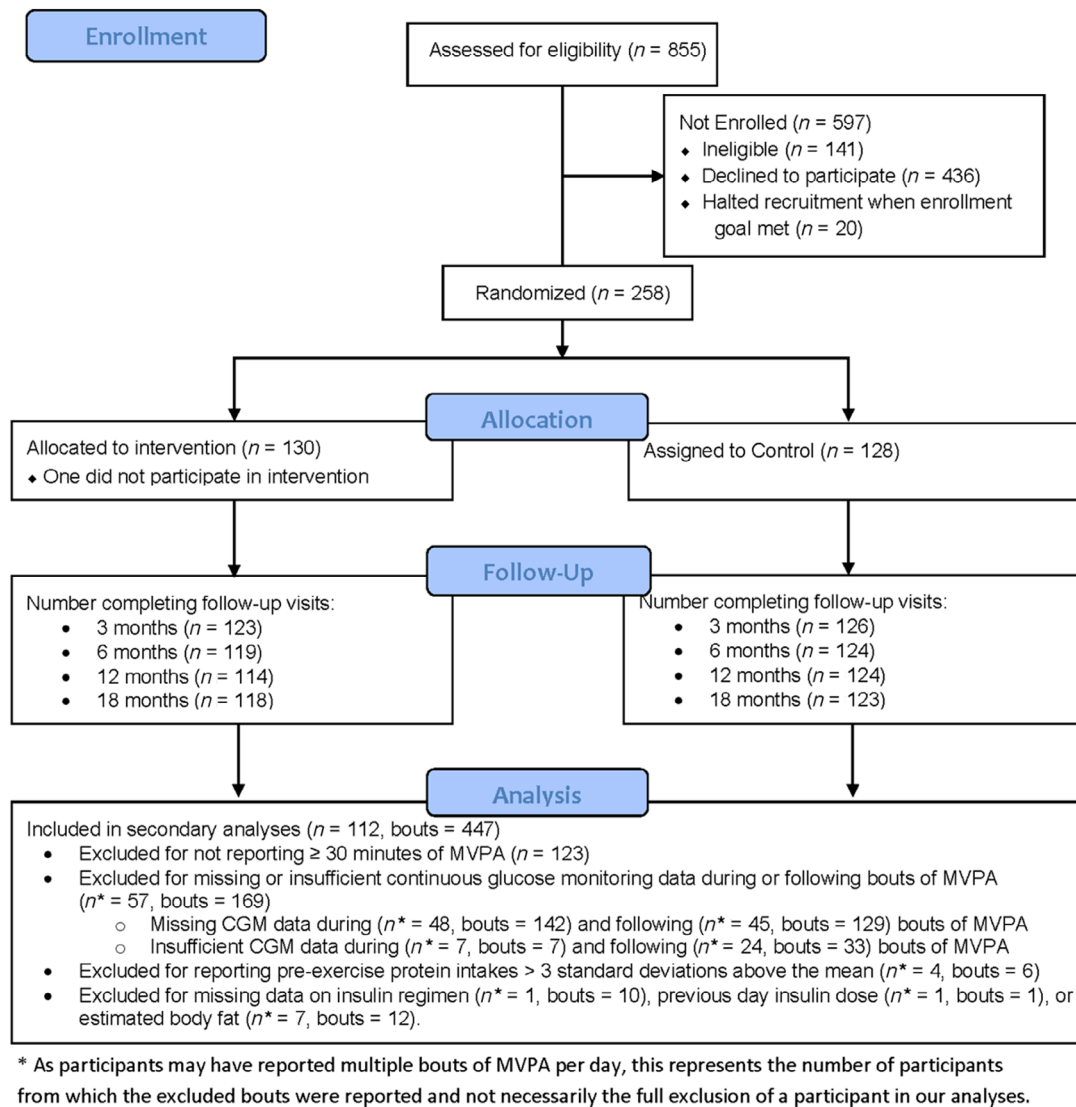 Enrollment
Assessed for eligibility (n = 855)
Not Enrolled (n = 597)
⬥ Ineligible (n = 141)
⬥ Declined to participate (n = 436)
⬥ Halted recruitment when enrollment
goal met (n = 20)
Randomized (n = 258)
Allocation
Allocated to intervention (n = 130)
⬥ One did not participate in intervention
Assigned to Control (n = 128)
Follow-Up
Number completing follow-up visits:
• 3 months (n = 123)
• 6 months (n = 119)
• 12 months (n = 114)
• 18 months (n = 118)
Number completing follow-up visits:
• 3 months (n = 126)
• 6 months (n = 124)
• 12 months (n = 124)
• 18 months (n = 123)
Analysis
Included in secondary analyses (n = 112, bouts = 447)
• Excluded for not reporting ≥ 30 minutes of MVPA (n = 123)
• Excluded for missing or insufficient continuous glucose monitoring data during or following bouts of MVPA
(n* = 57, bouts = 169)
o Missing CGM data during (n* = 48, bouts = 142) and following (n* = 45, bouts = 129) bouts of MVPA
o Insufficient CGM data during (n* = 7, bouts = 7) and following (n* = 24, bouts = 33) bouts of MVPA
• Excluded for reporting pre-exercise protein intakes > 3 standard deviations above the mean (n* = 4, bouts = 6)
• Excluded for missing data on insulin regimen (n* = 1, bouts = 10), previous day insulin dose (n* = 1, bouts = 1), or
estimated body fat (n* = 7, bouts = 12).
* As participants may have reported multiple bouts of MVPA per day, this represents the number of participants
from which the excluded bouts were reported and not necessarily the full exclusion of a participant in our analyses.